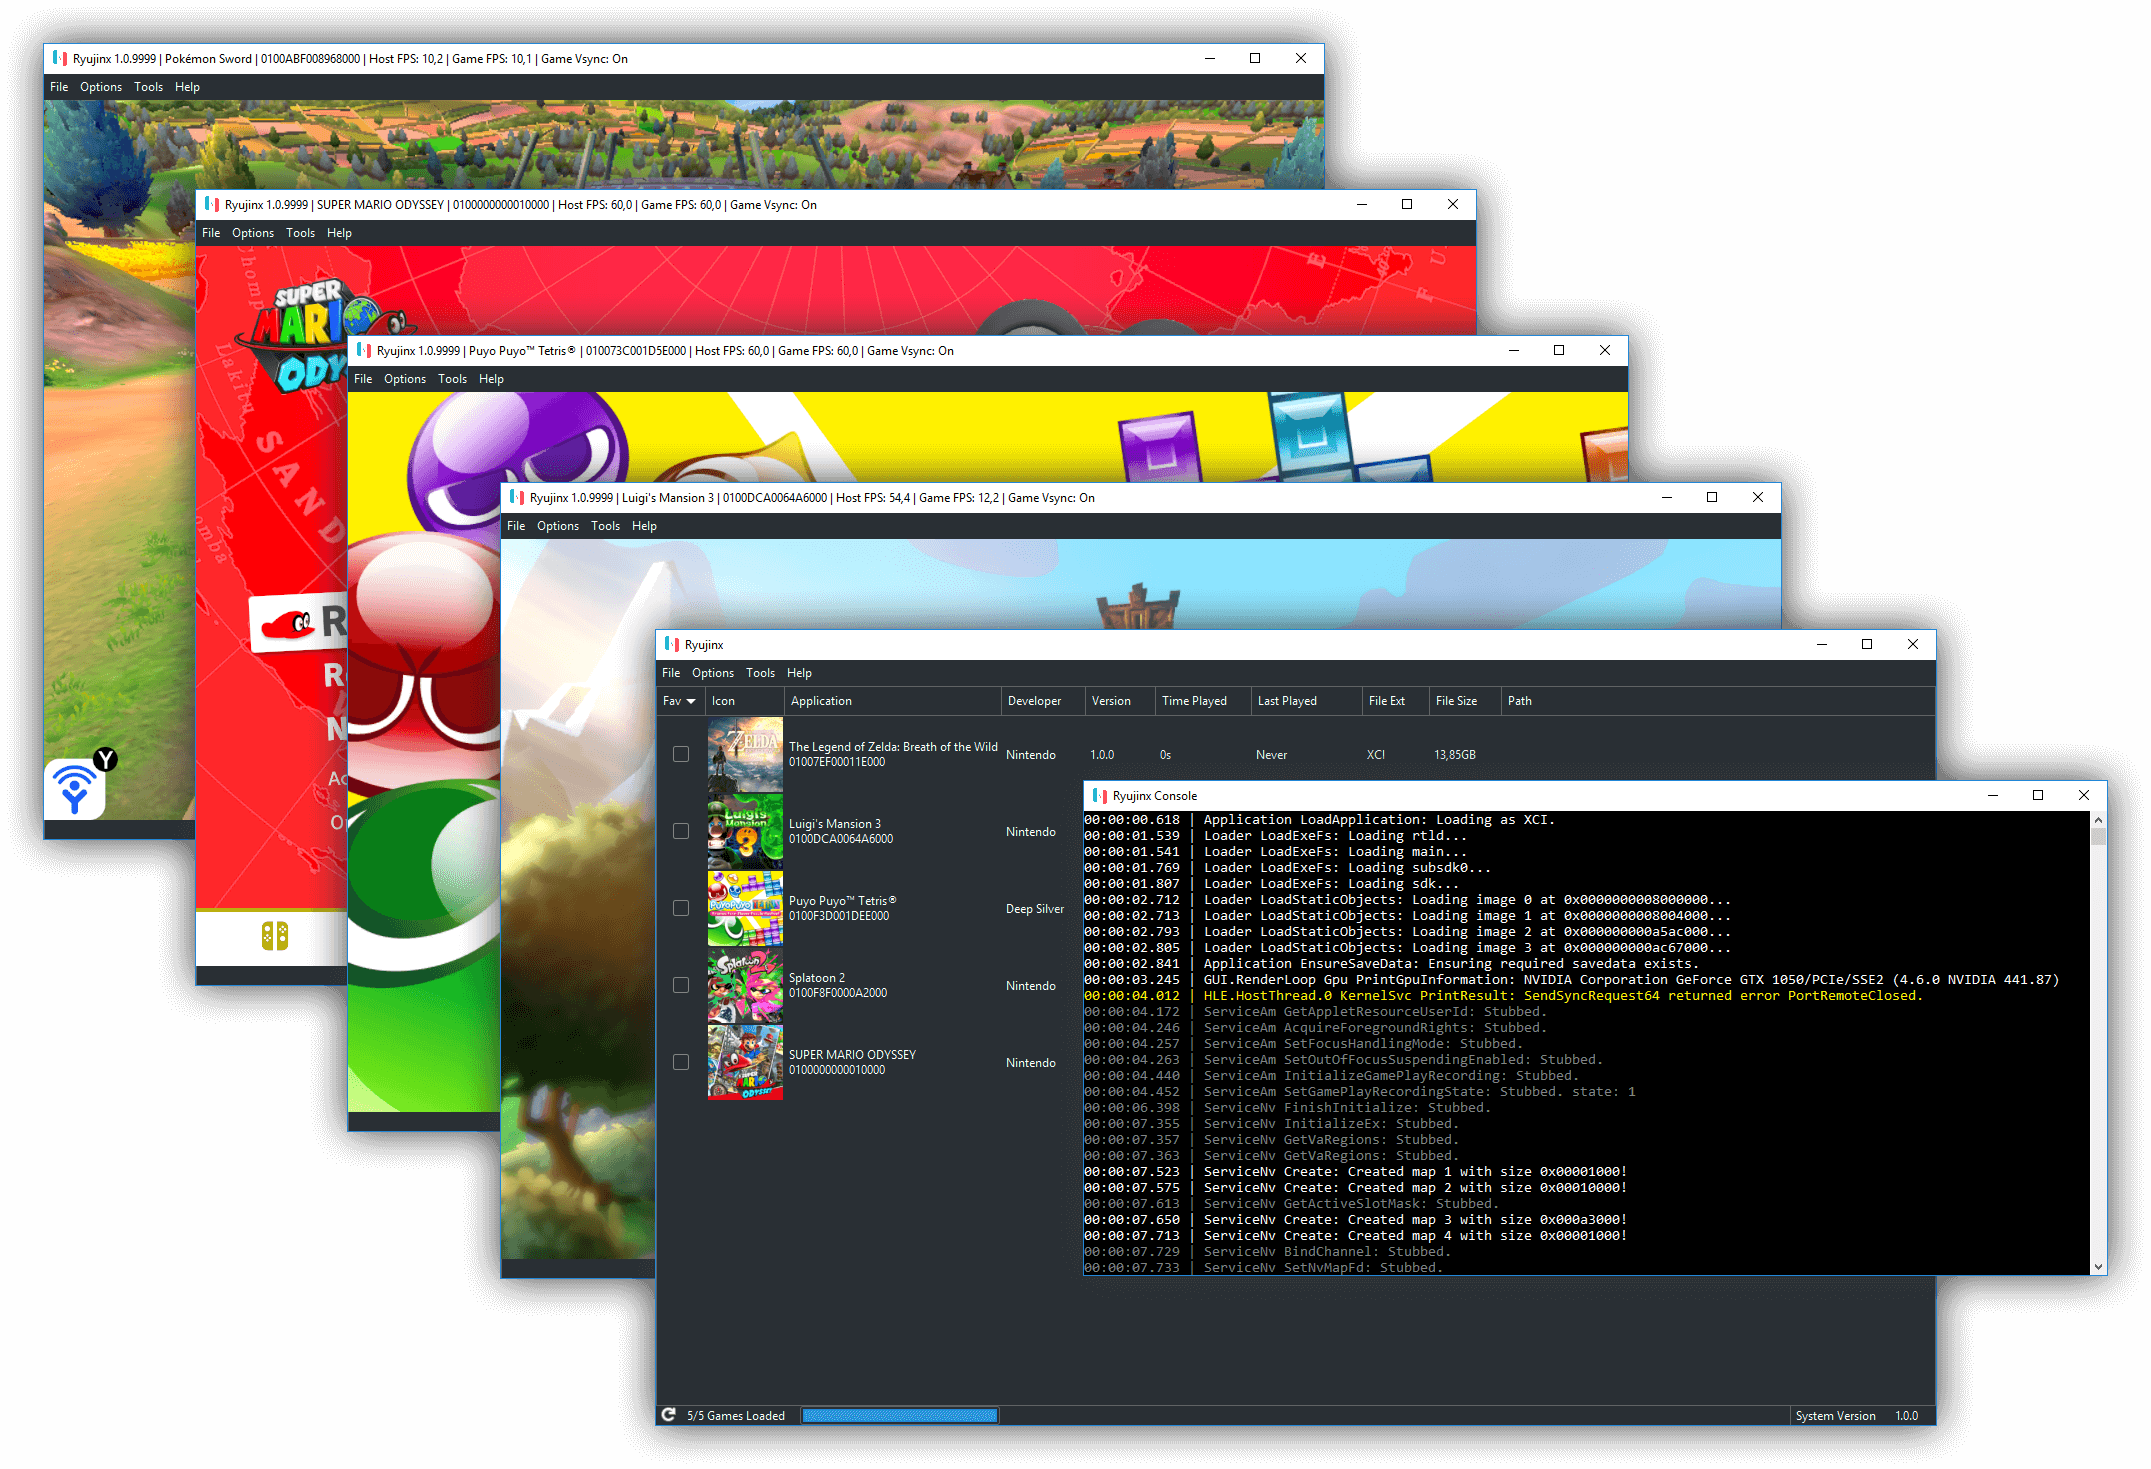 Ryujinx 1.0.9999 | Pokémon Sword | 0100ABF008968000 | Host FPS: 10,2 | Game FPS: 10,1 | Game Vsync: On
File Options Tools Help
Ryujinx 1.0.9999 | SUPER MARIO ODYSSEY | 0100000000010000 | Host FPS: 60,0 | Game FPS: 60,0 | Game Vsync: On
File Options Tools Help
SUPER
MARIO
ODY
SAND
Ryujinx 1.0.9999 | Puyo Puyo™ Tetris® | 010073C001D5E000 | Host FPS: 60,0 | Game FPS: 60,0 | Game Vsync: On
File Options Tools Help
Ryujinx 1.0.9999 | Luigi's Mansion 3 | 0100DCA0064A6000 | Host FPS: 54,4 | Game FPS: 12,2 | Game Vsync: On
File Options Tools Help
Y
Ryujinx
File Options Tools Help
Fav Icon Application Developer Version Time Played Last Played File Ext File Size Path
ZELDA
The Legend of Zelda: Breath of the Wild
01007EF00011E000
Nintendo 1.0.0 0s Never XCI 13,85GB
Luigi's Mansion 3
Luigi's Mansion 3
0100DCA0064A6000
Nintendo
Puyo Puyo™ Tetris®
0100F3D001DEE000
Deep Silver
Splatoon 2
Splatoon 2
0100F8F0000A2000
Nintendo
SUPER MARIO ODYSSEY
SUPER MARIO ODYSSEY
0100000000010000
Nintendo
5/5 Games Loaded
System Version 1.0.0
Ryujinx Console
00:00:00.618 | Application LoadApplication: Loading as XCI.
00:00:01.539 | Loader LoadExeFs: Loading rtld...
00:00:01.541 | Loader LoadExeFs: Loading main...
00:00:01.769 | Loader LoadExeFs: Loading subsdk0...
00:00:01.807 | Loader LoadExeFs: Loading sdk...
00:00:02.712 | Loader LoadStaticObjects: Loading image 0 at 0x0000000008000000...
00:00:02.713 | Loader LoadStaticObjects: Loading image 1 at 0x0000000008004000...
00:00:02.793 | Loader LoadStaticObjects: Loading image 2 at 0x000000000a5ac000...
00:00:02.805 | Loader LoadStaticObjects: Loading image 3 at 0x000000000ac67000...
00:00:02.841 | Application EnsureSaveData: Ensuring required savedata exists.
00:00:03.245 | GUI.RenderLoop Gpu PrintGpuInformation: NVIDIA Corporation GeForce GTX 1050/PCIe/SSE2 (4.6.0 NVIDIA 441.87)
00:00:04.012 | HLE.HostThread.0 KernelSvc PrintResult: SendSyncRequest64 returned error PortRemoteClosed.
00:00:04.172 | ServiceAm GetAppletResourceUserId: Stubbed.
00:00:04.246 | ServiceAm AcquireForegroundRights: Stubbed.
00:00:04.257 | ServiceAm SetFocusHandlingMode: Stubbed.
00:00:04.263 | ServiceAm SetOutOfFocusSuspendingEnabled: Stubbed.
00:00:04.440 | ServiceAm InitializeGamePlayRecording: Stubbed.
00:00:04.452 | ServiceAm SetGamePlayRecordingState: Stubbed. state: 1
00:00:06.398 | ServiceNv FinishInitialize: Stubbed.
00:00:07.355 | ServiceNv InitializeEx: Stubbed.
00:00:07.357 | ServiceNv GetVaRegions: Stubbed.
00:00:07.363 | ServiceNv GetVaRegions: Stubbed.
00:00:07.523 | ServiceNv Create: Created map 1 with size 0x00001000!
00:00:07.575 | ServiceNv Create: Created map 2 with size 0x00010000!
00:00:07.613 | ServiceNv GetActiveSlotMask: Stubbed.
00:00:07.650 | ServiceNv Create: Created map 3 with size 0x000a3000!
00:00:07.713 | ServiceNv Create: Created map 4 with size 0x00001000!
00:00:07.729 | ServiceNv BindChannel: Stubbed.
00:00:07.733 | ServiceNv SetNvMapFd: Stubbed.